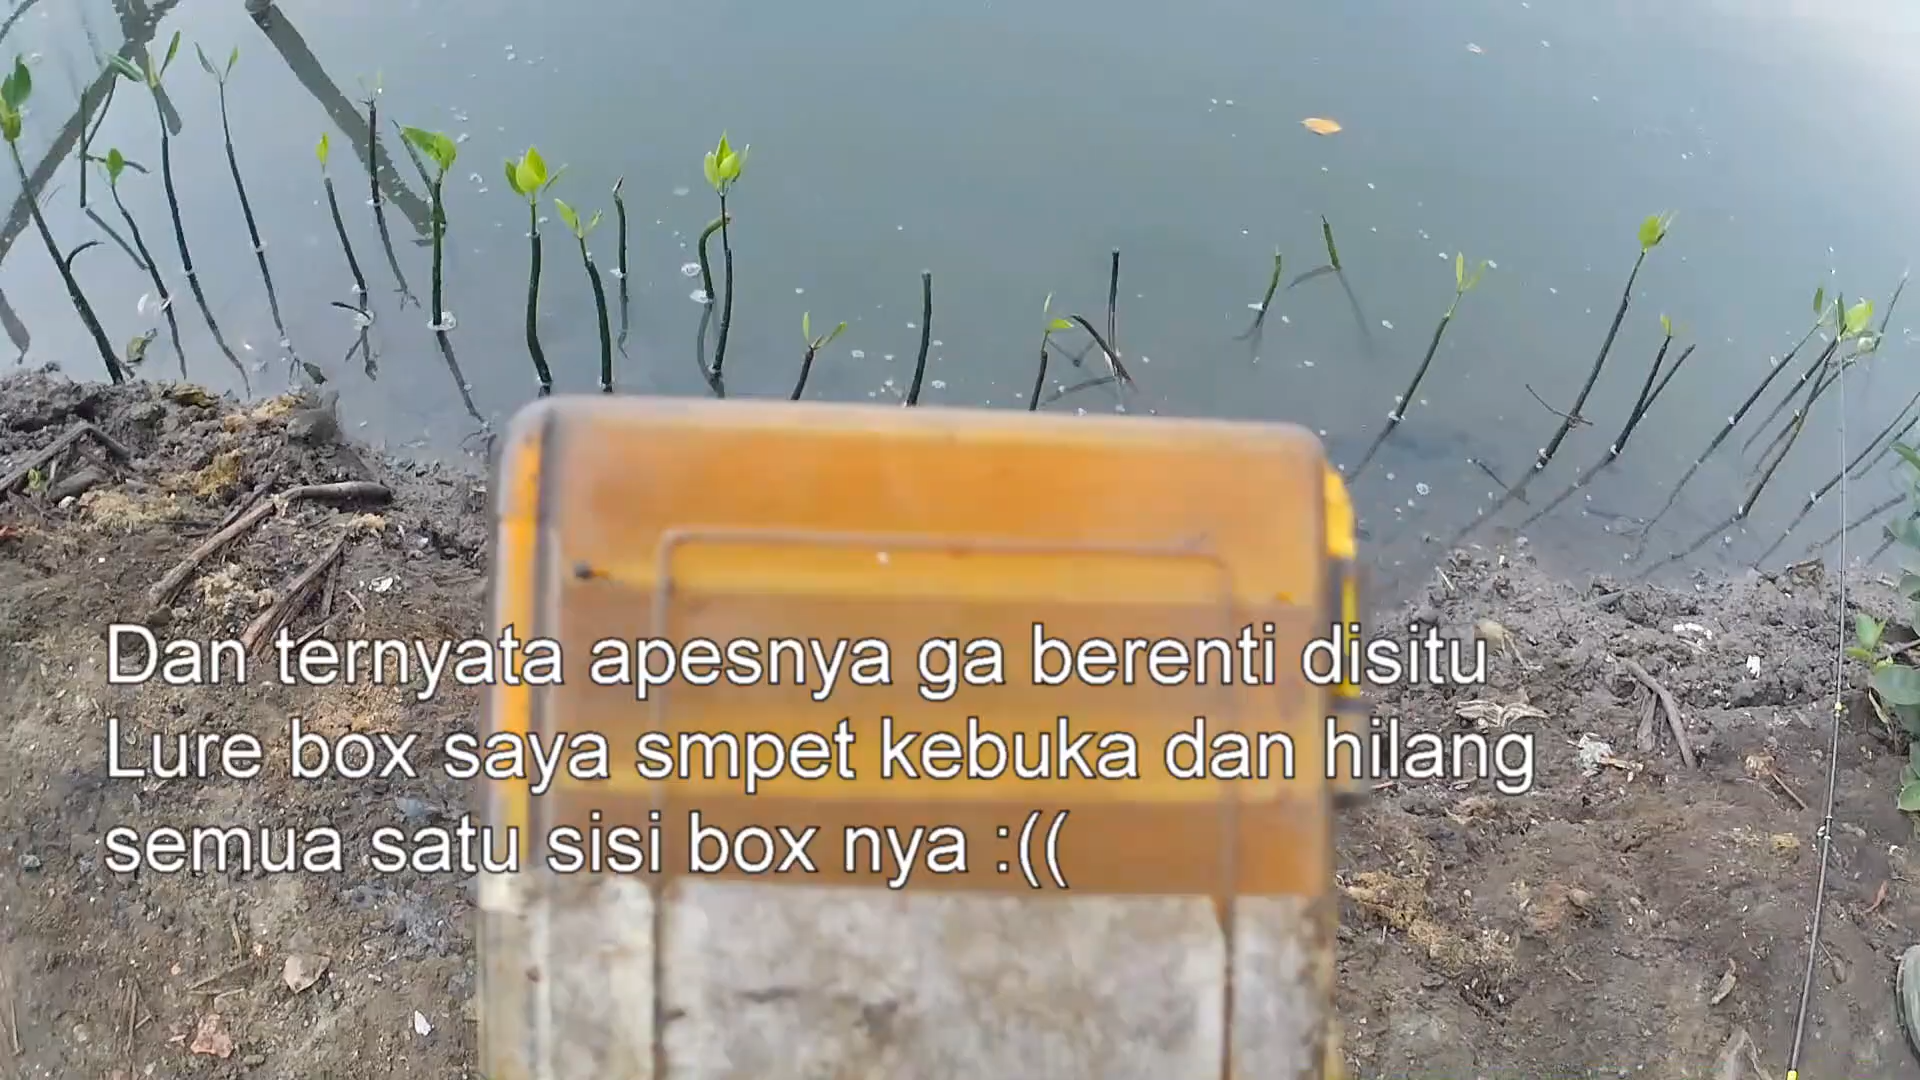 Dan ternyata apesnya ga berenti disitu
Lure box saya smpet kebuka dan hilang
semua satu sisi box nya :((